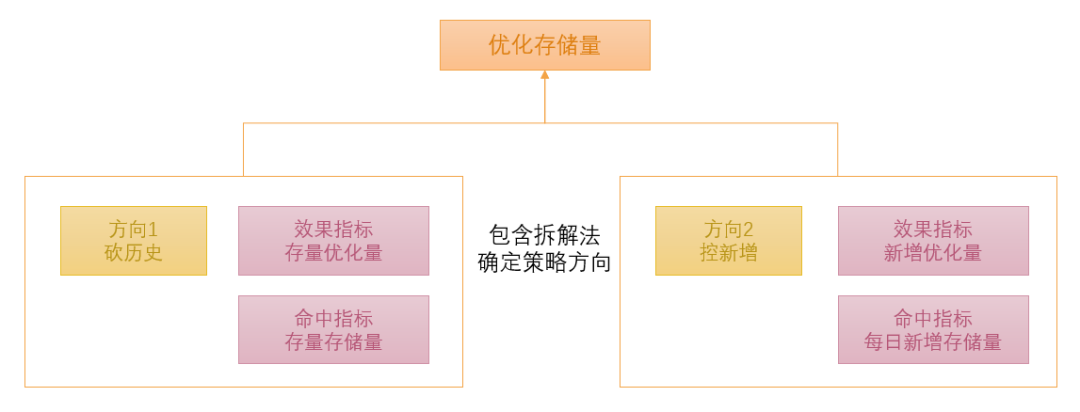 优化存储量
方向1
砍历史
效果指标
存量优化量
命中指标
存量存储量
包含拆解法
确定策略方向
方向2
控新增
效果指标
新增优化量
命中指标
每日新增存储量